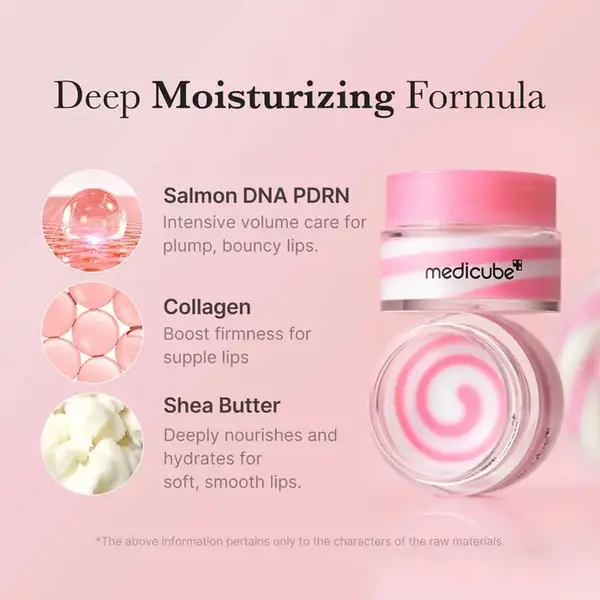 Deep Moisturizing Formula
Salmon DNA PDRN
Intensive volume care for
plump, bouncy lips.
medicube
Collagen
Boost firmness for
supple lips
Shea Butter
Deeply nourishes and
hydrates for
soft, smooth lips.
*The above information pertains only to the characters of the raw materials.